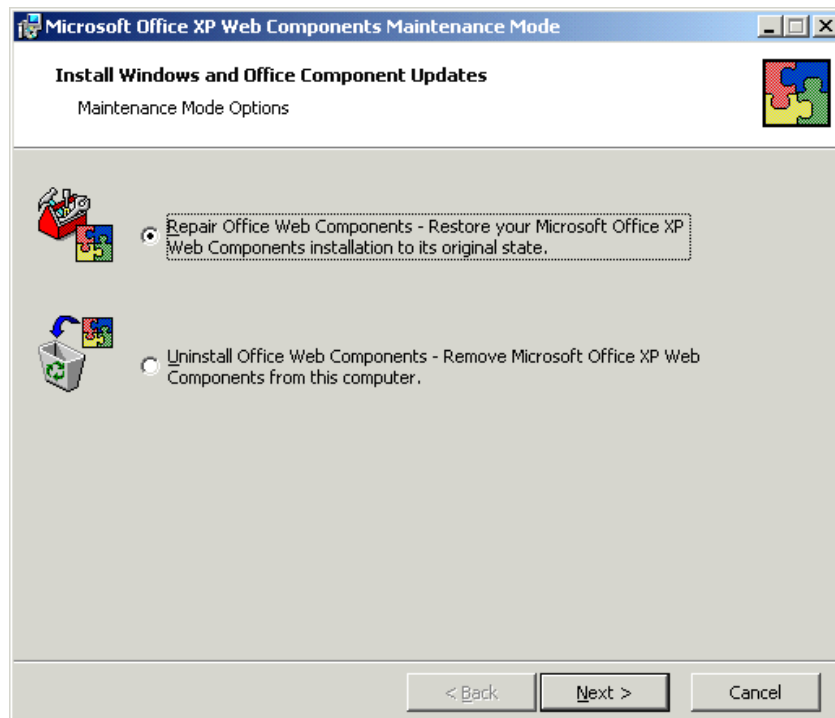 Microsoft Office XP Web Components Maintenance Mode
Install Windows and Office Component Updates
Maintenance Mode Options
Repair Office Web Components - Restore your Microsoft Office XP
Web Components installation to its original state.
Uninstall Office Web Components - Remove Microsoft Office XP Web
Components from this computer.
< Back
Next >
Cancel